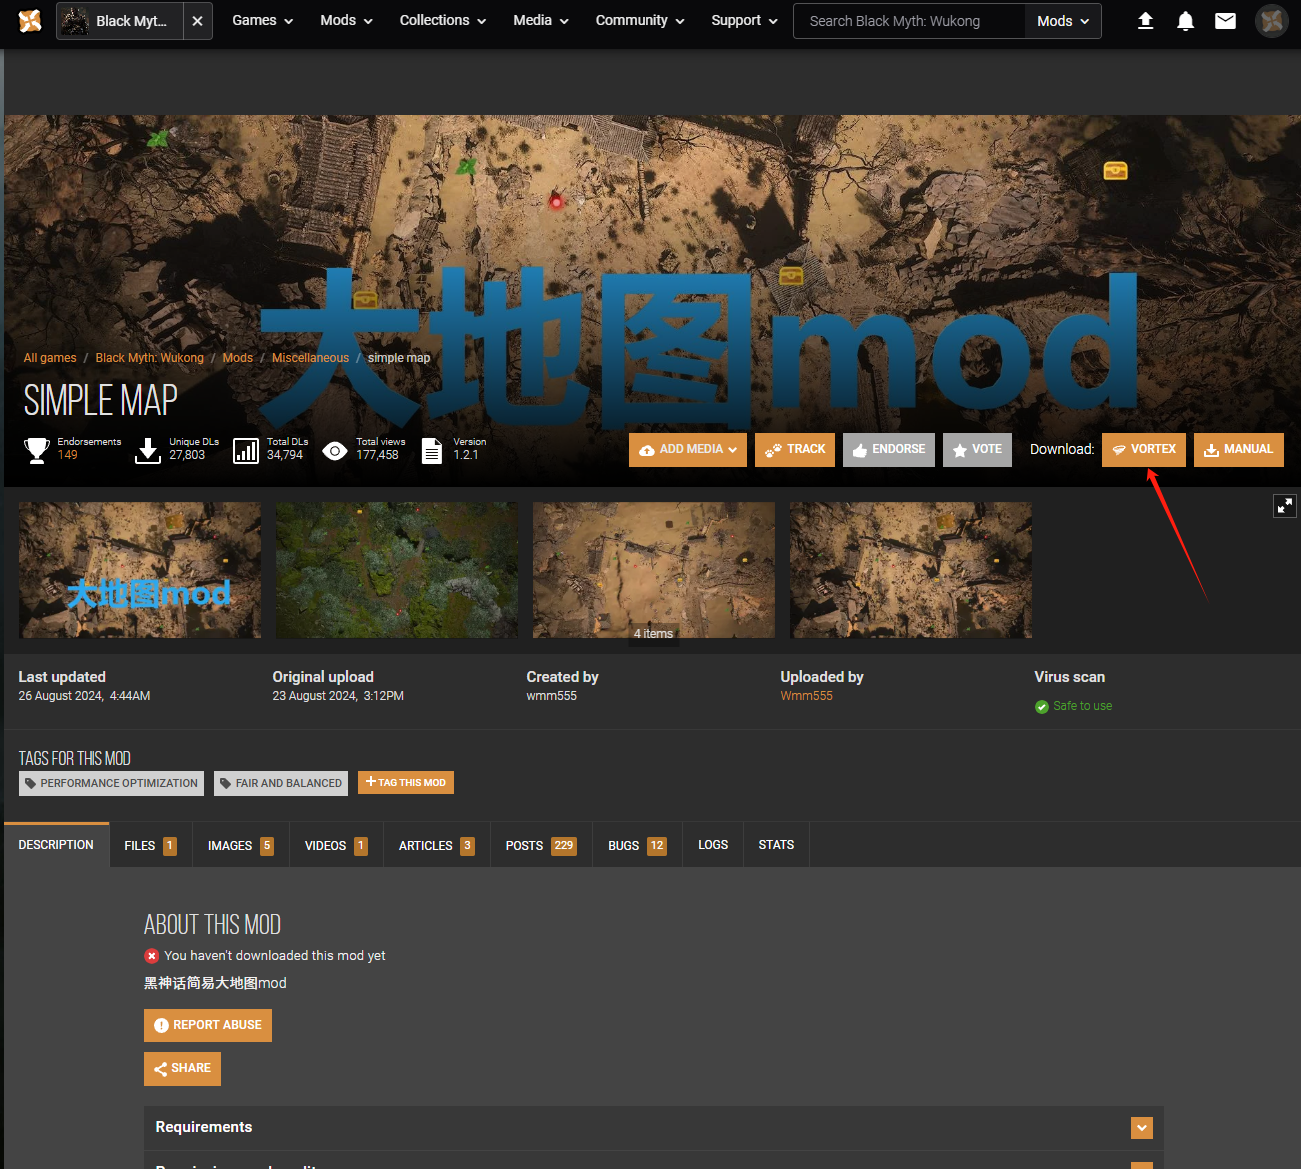 Black Myt...
Games
Mods
Collections
Media
Community
Support
Search Black Myth: Wukong
Mods
大地图mod
All games / Black Myth: Wukong / Mods / Miscellaneous / simple map
SIMPLE MAP
Endorsements
149
Unique DLs
27,803
Total DLs
34,794
Total views
177,458
Version
1.2.1
ADD MEDIA
TRACK
ENDORSE
VOTE
Download:
VORTEX
MANUAL
大地图mod
4 items
Last updated
26 August 2024, 4:44AM
Original upload
23 August 2024, 3:12PM
Created by
wmm555
Uploaded by
Wmm555
Virus scan
Safe to use
TAGS FOR THIS MOD
PERFORMANCE OPTIMIZATION
FAIR AND BALANCED
TAG THIS MOD
DESCRIPTION
FILES 1
IMAGES 5
VIDEOS 1
ARTICLES 3
POSTS 229
BUGS 12
LOGS
STATS
ABOUT THIS MOD
You haven't downloaded this mod yet
黑神话简易大地图mod
REPORT ABUSE
SHARE
Requirements